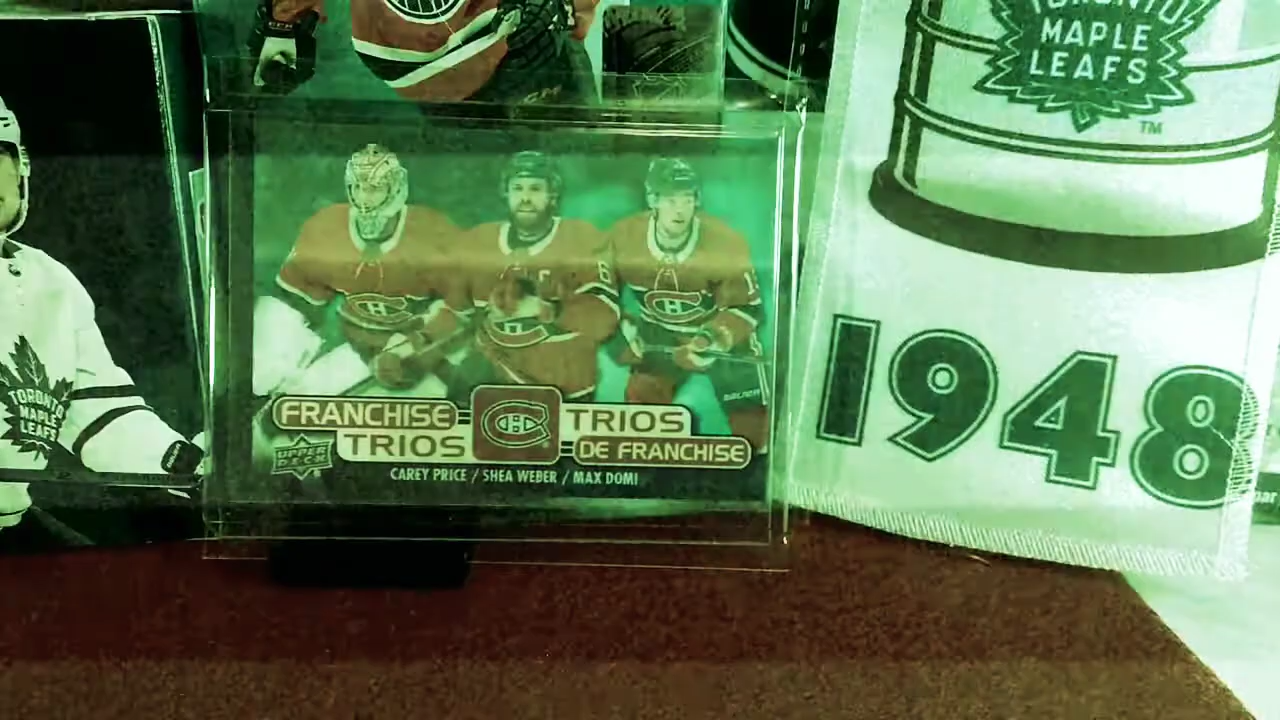 TORONTO
MAPLE
LEAFS
TM
1948
TORONTO
MAPLE
LEAFS
FRANCHISE
TRIOS
TRIOS
DE FRANCHISE
UPPER
DECK
CAREY PRICE / SHEA WEBER / MAX DOMI